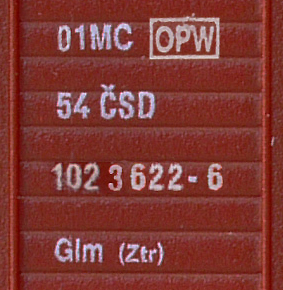 01MC OPW
54 ČSD
102 3 622-6
Glm (Ztr)